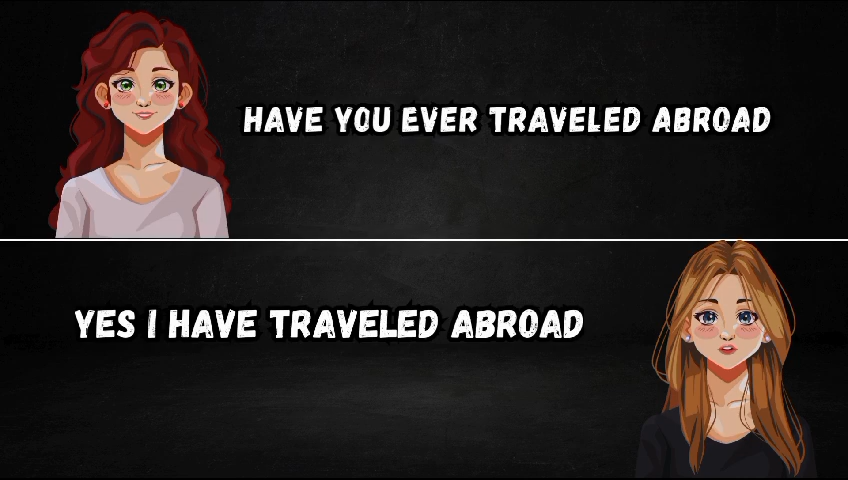 HAVE YOU EVER TRAVELED ABROAD
YES I HAVE TRAVELED ABROAD